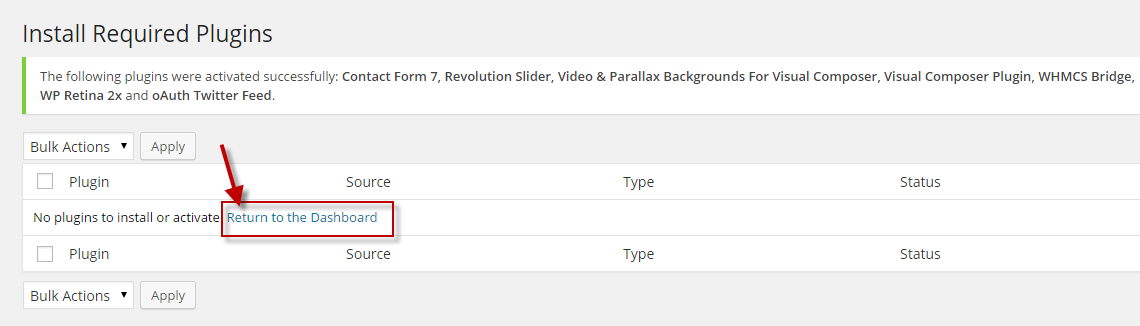 Install Required Plugins
The following plugins were activated successfully: Contact Form 7, Revolution Slider, Video & Parallax Backgrounds For Visual Composer, Visual Composer Plugin, WHMCS Bridge,
WP Retina 2x and oAuth Twitter Feed.
Bulk Actions Apply
Plugin Source Type Status
No plugins to install or activate. Return to the Dashboard
Plugin Source Type Status
Bulk Actions Apply